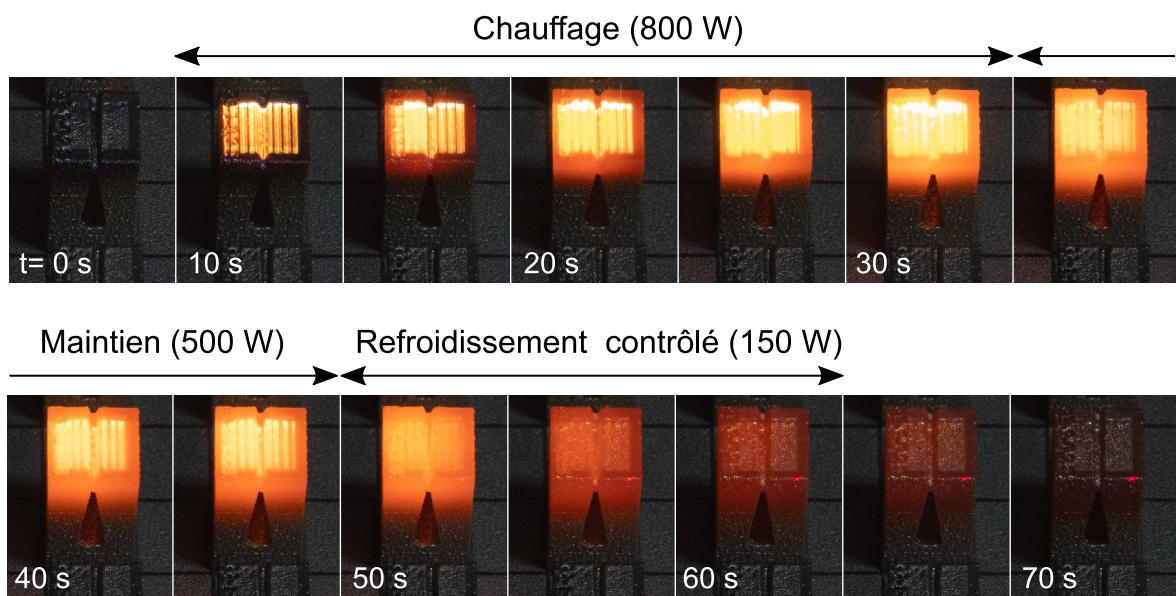 Chauffage (800 W)
t= 0 s
10 s
20 s
30 s
Maintien (500 W)
Refroidissement contrôlé (150 W)
40 s
50 s
60 s
70 s